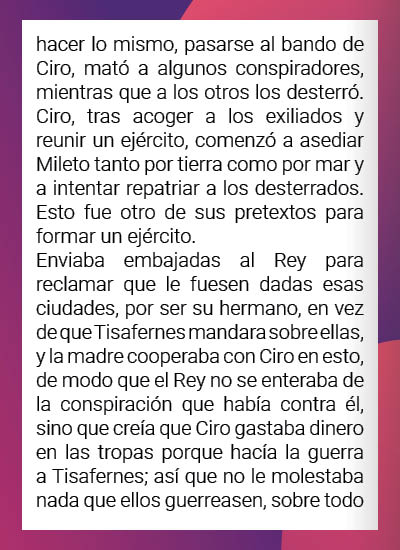 hacer lo mismo, pasarse al bando de
Ciro, mató a algunos conspiradores,
mientras que a los otros los desterró.
Ciro, tras acoger a los exiliados y
reunir un ejército, comenzó a asediar
Mileto tanto por tierra como por mar y
a intentar repatriar a los desterrados.
Esto fue otro de sus pretextos para
formar un ejército.
Enviaba embajadas al Rey para
reclamar que le fuesen dadas esas
ciudades, por ser su hermano, en vez
de que Tisafernes mandara sobre ellas,
y la madre cooperaba con Ciro en esto,
de modo que el Rey no se enteraba de
la conspiración que había contra él,
sino que creía que Ciro gastaba dinero
en las tropas porque hacía la guerra
a Tisafernes; así que no le molestaba
nada que ellos guerreasen, sobre todo